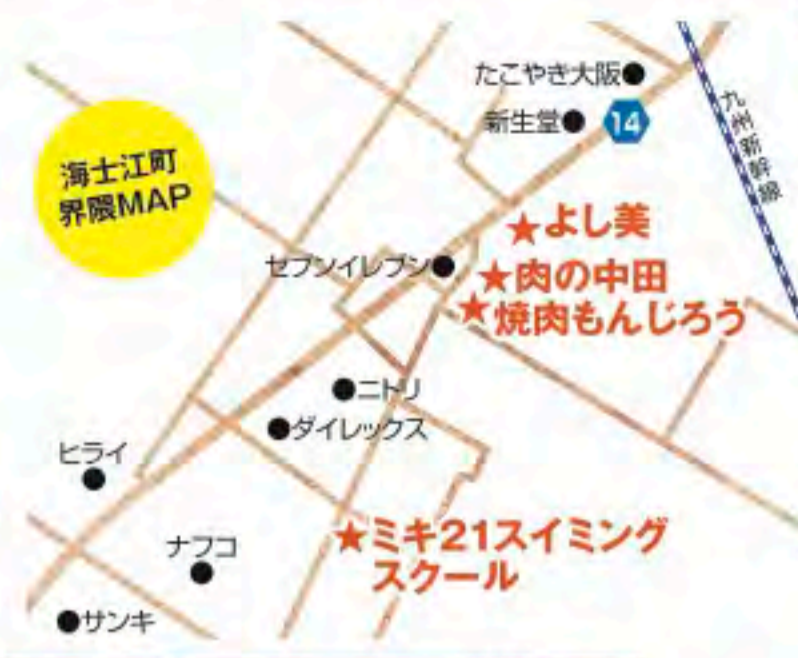 たこやき大阪
新生堂
14
九州新幹線
海士江町
界隈MAP
よし美
セブンイレブン
肉の中田
焼肉もんじろう
ニトリ
ダイレックス
ヒライ
ミキ21スイミング
スクール
ナフコ
サンキ